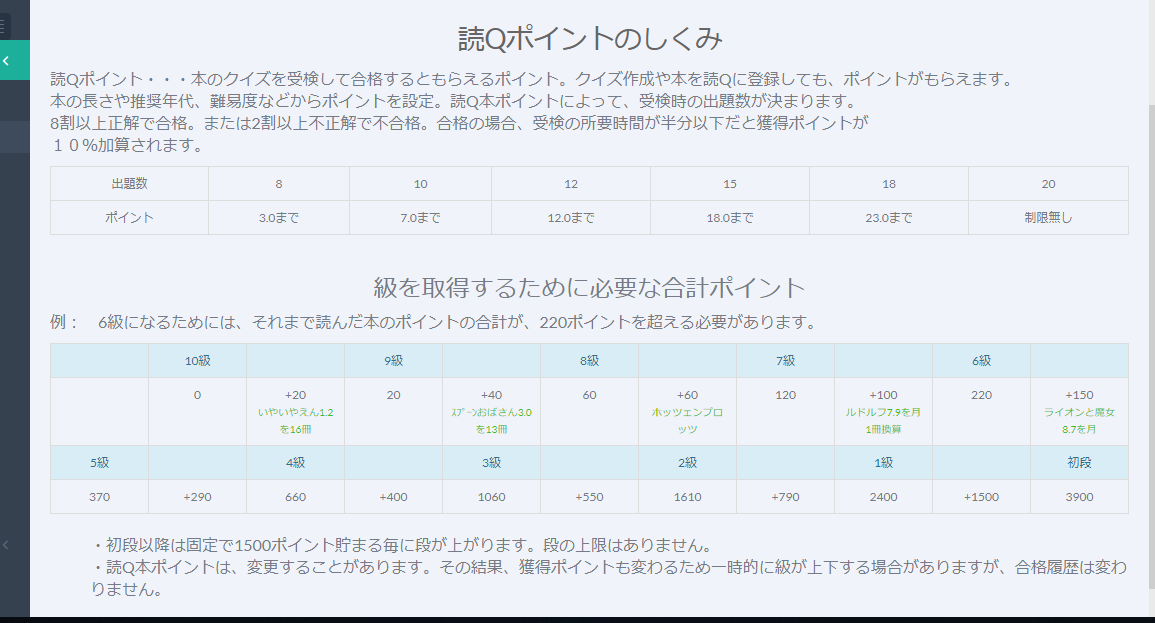 読Qポイントのしくみ
読Qポイント・・・本のクイズを受検して合格するともらえるポイント。クイズ作成や本を読Qに登録しても、ポイントがもらえます。
本の長さや推奨年代、難易度などからポイントを設定。読Q本ポイントによって、受検時の出題数が決まります。
8割以上正解で合格。または2割以上不正解で不合格。合格の場合、受検の所要時間が半分以下だと獲得ポイントが
１０％加算されます。
出題数 8 10 12 15 18 20
ポイント 3.0まで 7.0まで 12.0まで 18.0まで 23.0まで 制限無し
級を取得するために必要な合計ポイント
例： 6級になるためには、それまで読んだ本のポイントの合計が、220ポイントを超える必要があります。
10級 9級 8級 7級 6級
0 +20 20 +40 60 +60 120 +100 220 +150
いやいやえん1.2 ｽﾌﾟｰﾝおばさん3.0 ホッツェンプロ ルドルフ7.9を月 ライオンと魔女
を16冊 を13冊 ッツ 1冊換算 8.7を月
5級 4級 3級 2級 1級 初段
370 +290 660 +400 1060 +550 1610 +790 2400 +1500 3900
・初段以降は固定で1500ポイント貯まる毎に段が上がります。段の上限はありません。
・読Q本ポイントは、変更することがあります。その結果、獲得ポイントも変わるため一時的に級が上下する場合がありますが、合格履歴は変わ
りません。